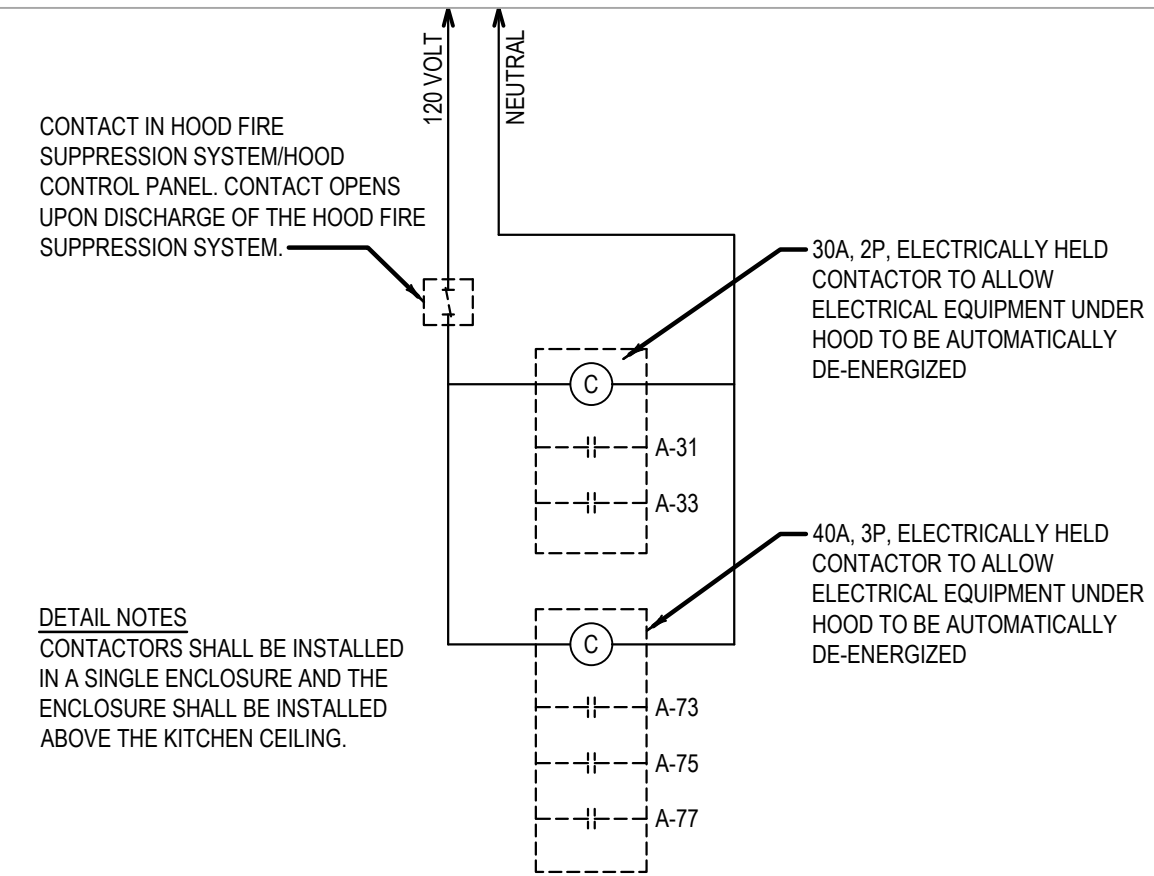 120 VOLT
NEUTRAL
CONTACT IN HOOD FIRE
SUPPRESSION SYSTEM/HOOD
CONTROL PANEL. CONTACT OPENS
UPON DISCHARGE OF THE HOOD FIRE
SUPPRESSION SYSTEM.
30A, 2P, ELECTRICALLY HELD
CONTACTOR TO ALLOW
ELECTRICAL EQUIPMENT UNDER
HOOD TO BE AUTOMATICALLY
DE-ENERGIZED
C
A-31
A-33
40A, 3P, ELECTRICALLY HELD
CONTACTOR TO ALLOW
ELECTRICAL EQUIPMENT UNDER
HOOD TO BE AUTOMATICALLY
DE-ENERGIZED
C
A-73
A-75
A-77
DETAIL NOTES
CONTACTORS SHALL BE INSTALLED
IN A SINGLE ENCLOSURE AND THE
ENCLOSURE SHALL BE INSTALLED
ABOVE THE KITCHEN CEILING.